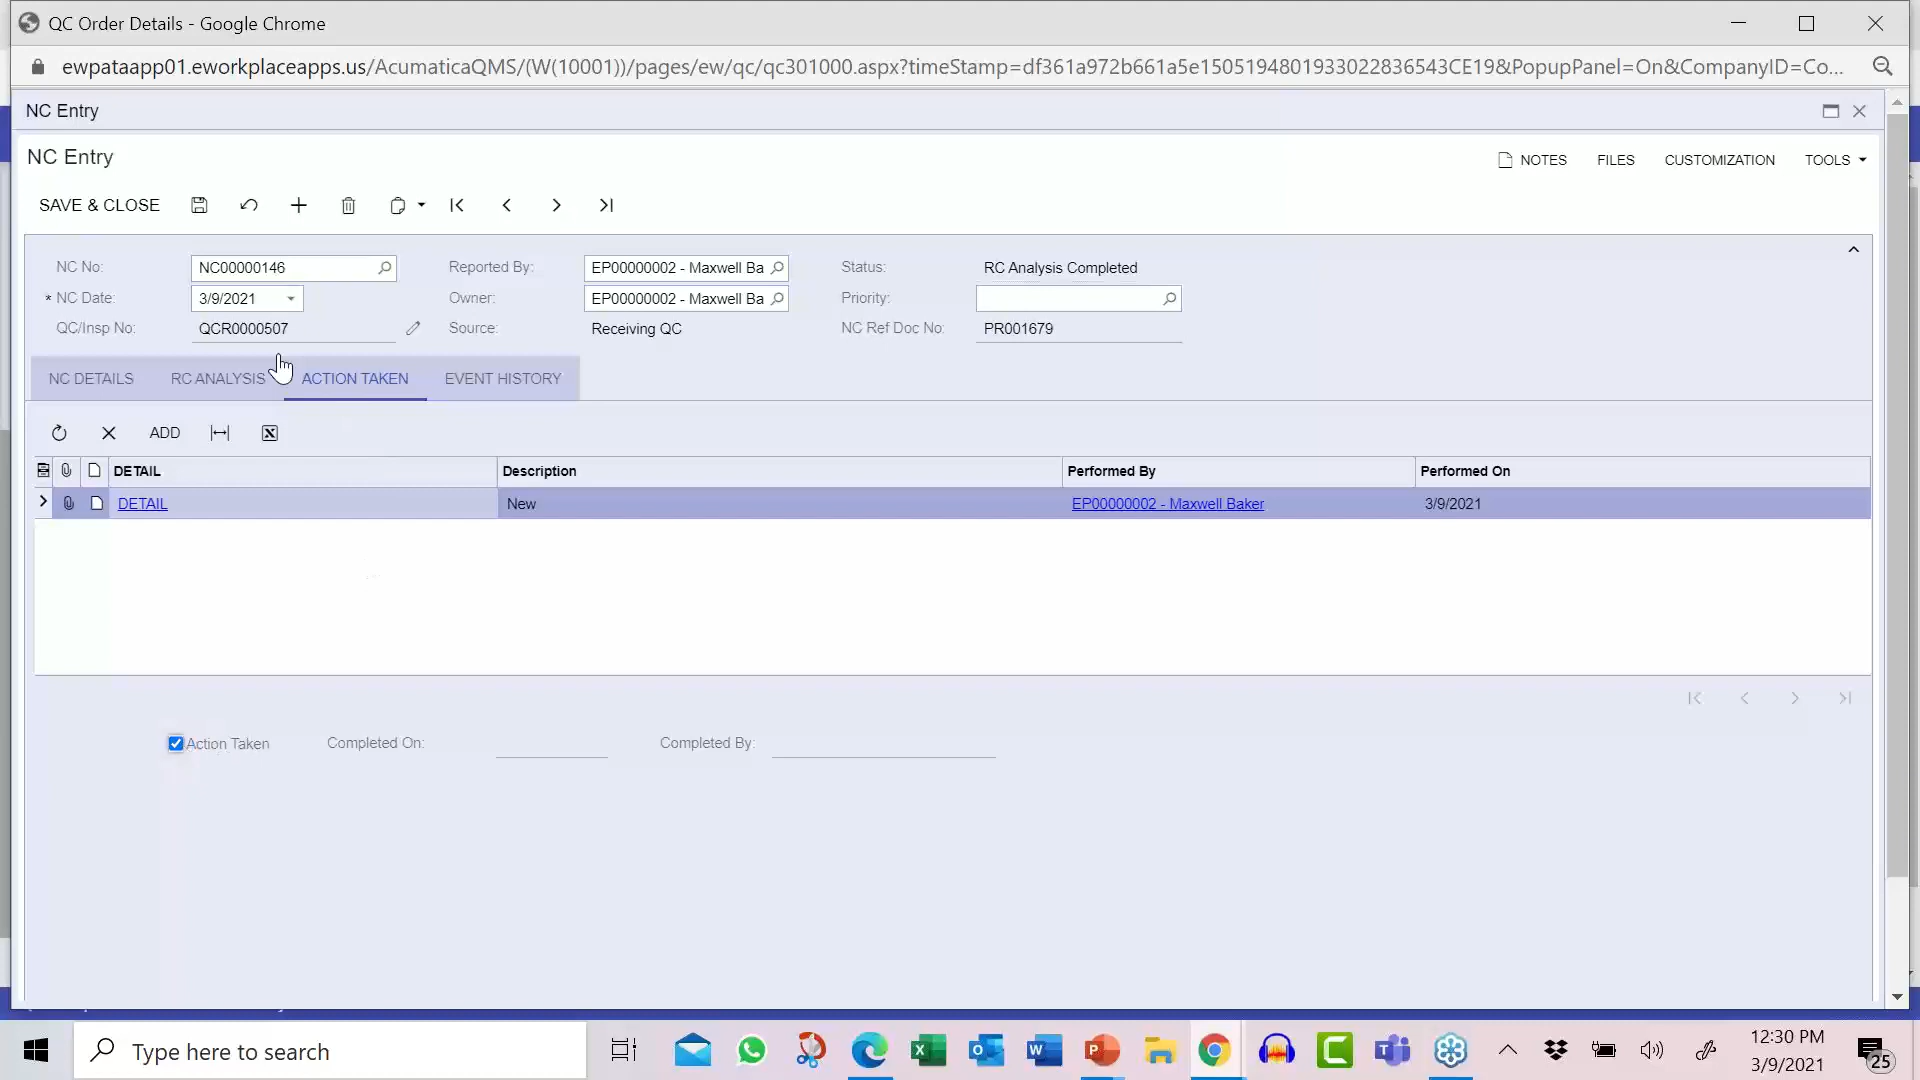 QC Order Details - Google Chrome
ewpataapp01.eworkplaceapps.us/AcumaticaQMS/(W(10001))/pages/ew/qc/qc301000.aspx?timeStamp=df361a972b661a5e1505194801933022836543CE19&PopupPanel=On&CompanyID=Co...
NC Entry
NC Entry
NOTES FILES CUSTOMIZATION TOOLS
SAVE & CLOSE
NC No: NC00000146 Reported By: EP00000002 - Maxwell Ba Status: RC Analysis Completed
* NC Date: 3/9/2021 Owner: EP00000002 - Maxwell Ba Priority:
QC/Insp No: QCR0000507 Source: Receiving QC NC Ref Doc No: PR001679
NC DETAILS RC ANALYSIS ACTION TAKEN EVENT HISTORY
ADD
DETAIL Description Performed By Performed On
DETAIL New EP00000002 - Maxwell Baker 3/9/2021
Action Taken Completed On: Completed By:
Type here to search
12:30 PM
3/9/2021
25